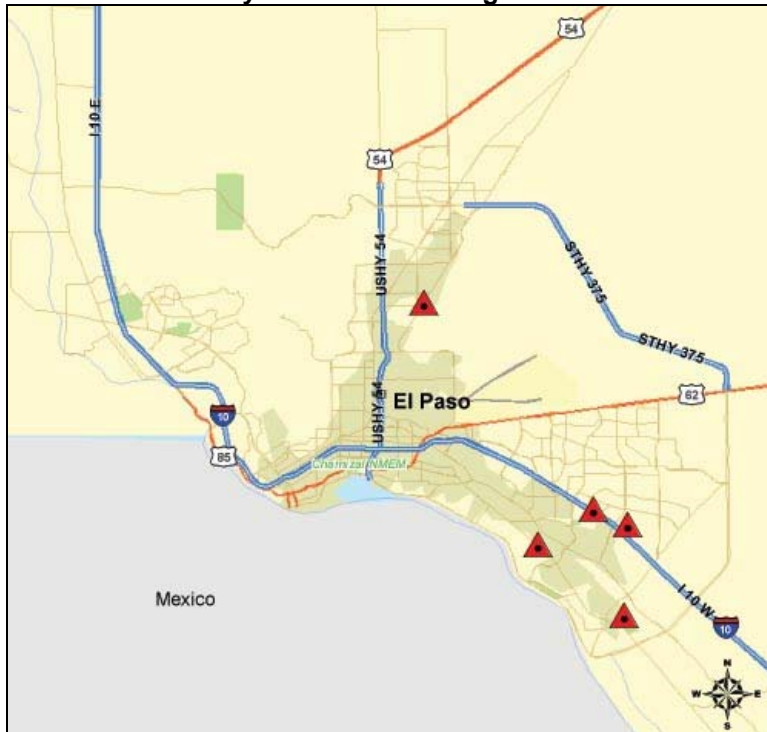 54
54
I 10 E
USHY 54
STHY 375
STHY 375
USHY 54
El Paso
62
10
85
Chamizal NMEM
Mexico
I 10 W
10
N
W
E
S